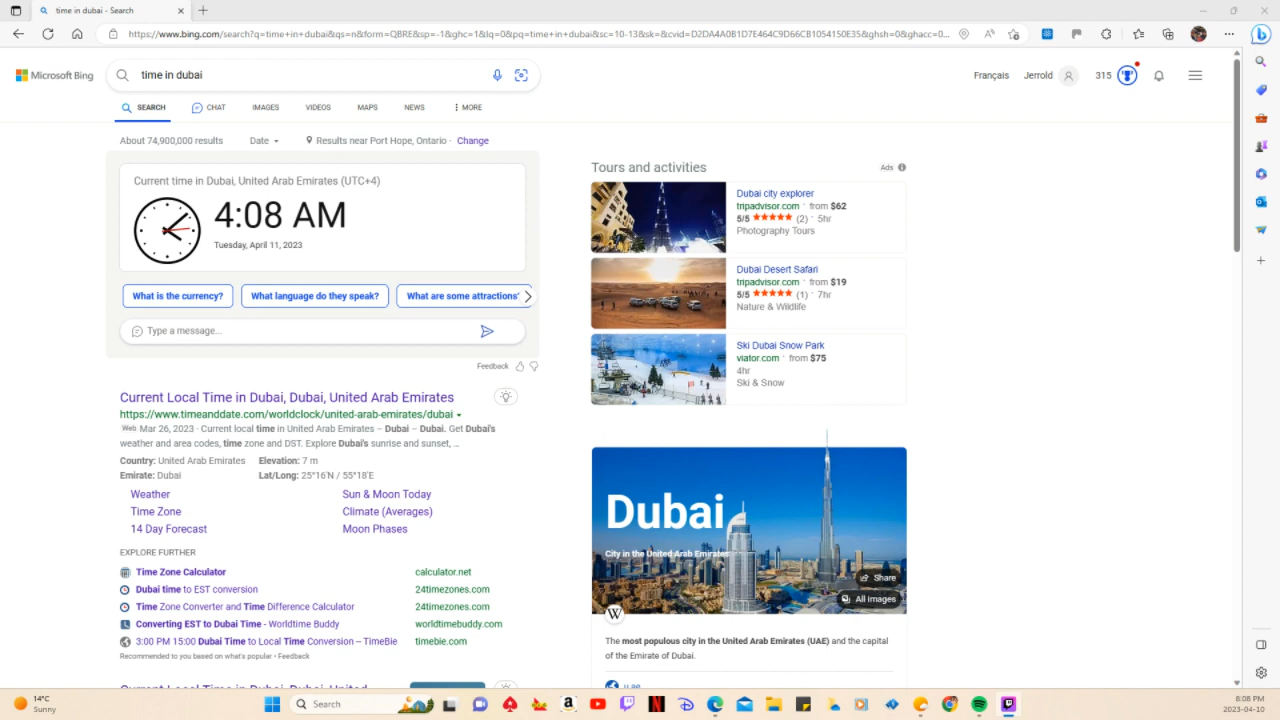 time in dubai - Search
https://www.bing.com/search?q=time+in+dubai&qs=n&form=QBRE&sp=-1&ghc=1&lq=0&pq=time+in+dubai&sc=10-13&sk=&cvid=D2DA4A0B1D7E464C9D66CB1054150E35&ghsh=0&ghacc=0...
Microsoft Bing
time in dubai
Français
Jerrold
315
SEARCH
CHAT
IMAGES
VIDEOS
MAPS
NEWS
MORE
About 74,900,000 results
Date
Results near Port Hope, Ontario ·
Change
Current time in Dubai, United Arab Emirates (UTC+4)
4:08 AM
Tuesday, April 11, 2023
What is the currency?
What language do they speak?
What are some attractions'
Type a message...
Feedback
Current Local Time in Dubai, Dubai, United Arab Emirates
https://www.timeanddate.com/worldclock/united-arab-emirates/dubai
Web Mar 26, 2023 · Current local time in United Arab Emirates – Dubai – Dubai. Get Dubai's
weather and area codes, time zone and DST. Explore Dubai's sunrise and sunset, ...
Country: United Arab Emirates
Elevation: 7 m
Emirate: Dubai
Lat/Long: 25°16'N / 55°18'E
Weather
Sun & Moon Today
Time Zone
Climate (Averages)
14 Day Forecast
Moon Phases
EXPLORE FURTHER
Time Zone Calculator
calculator.net
Dubai time to EST conversion
24timezones.com
Time Zone Converter and Time Difference Calculator
24timezones.com
Converting EST to Dubai Time - Worldtime Buddy
worldtimebuddy.com
3:00 PM 15:00 Dubai Time to Local Time Conversion -- TimeBie
timebie.com
Recommended to you based on what's popular • Feedback
Current Local Time in Dubai, Dubai, United
Tours and activities
Ads
Dubai city explorer
tripadvisor.com · from $62
5/5 (2) · 5hr
Photography Tours
Dubai Desert Safari
tripadvisor.com · from $19
5/5 (1) · 7hr
Nature & Wildlife
Ski Dubai Snow Park
viator.com · from $75
4hr
Ski & Snow
Dubai
City in the United Arab Emirates
Share
All images
W
The most populous city in the United Arab Emirates (UAE) and the capital
of the Emirate of Dubai.
u.ae
14°C
Sunny
Search
6:08 PM
2023-04-10